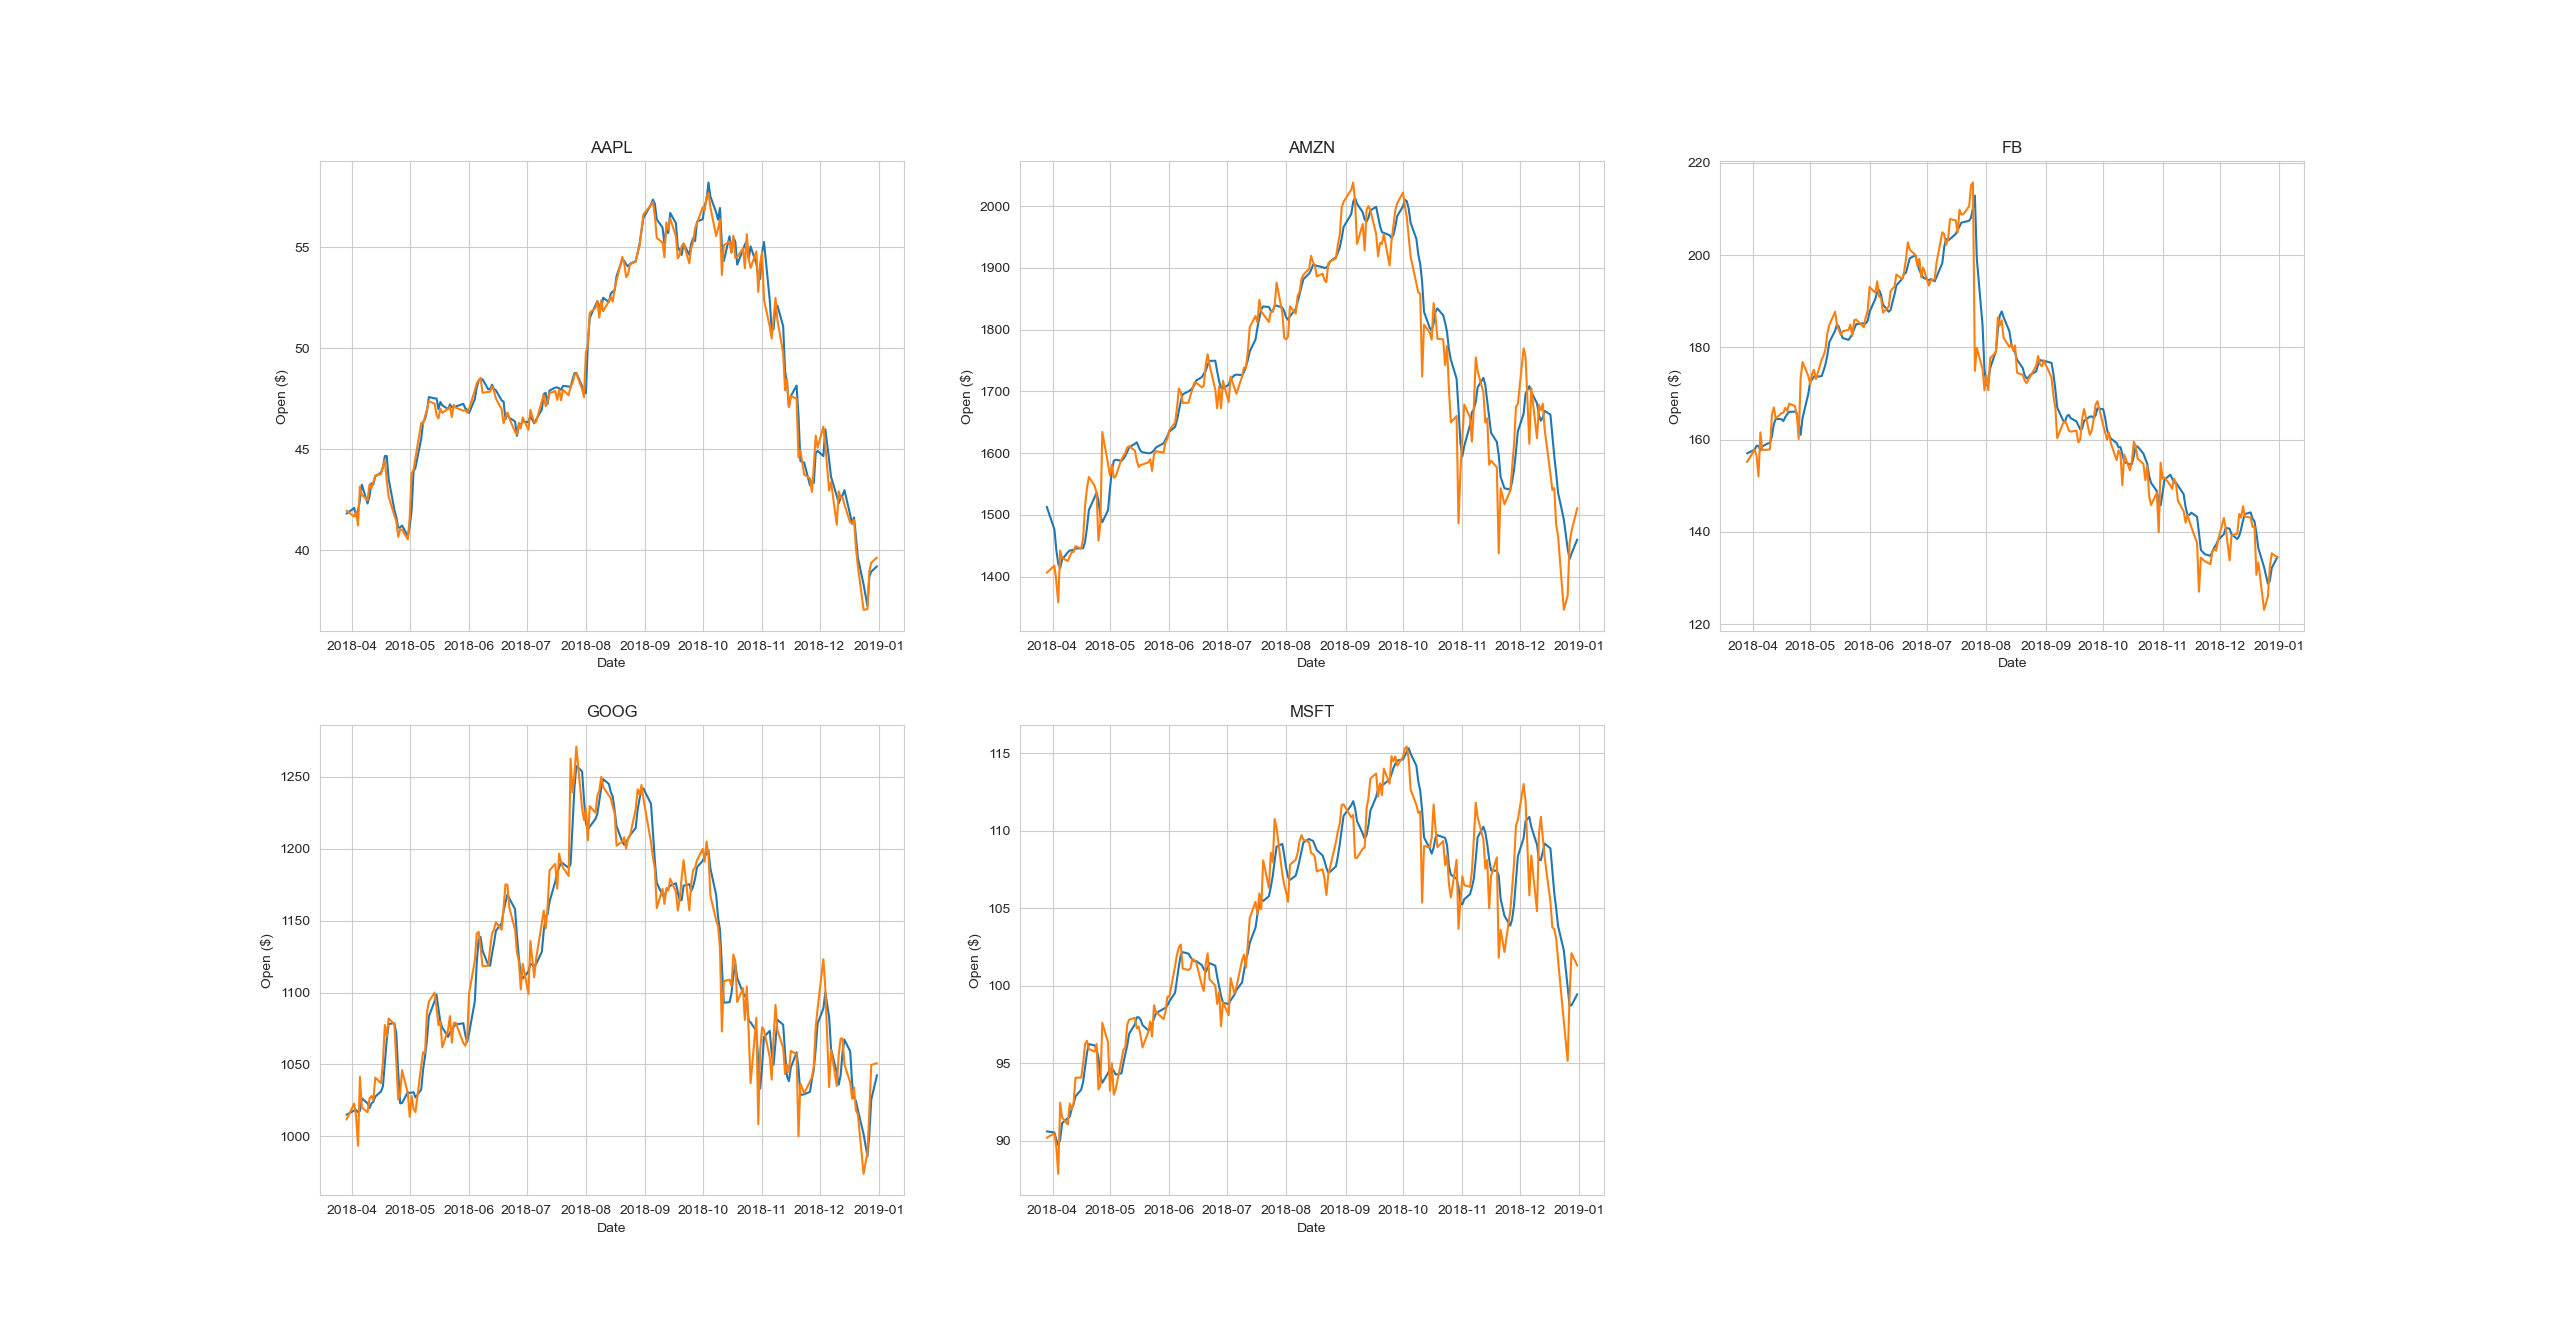 AAPL
AMZN
FB
55
50
45
40
Open ($)
2018-04 2018-05 2018-06 2018-07 2018-08 2018-09 2018-10 2018-11 2018-12 2019-01
Date
2000
1900
1800
1700
1600
1500
1400
Open ($)
2018-04 2018-05 2018-06 2018-07 2018-08 2018-09 2018-10 2018-11 2018-12 2019-01
Date
220
200
180
160
140
120
Open ($)
2018-04 2018-05 2018-06 2018-07 2018-08 2018-09 2018-10 2018-11 2018-12 2019-01
Date
GOOG
MSFT
1250
1200
1150
1100
1050
1000
Open ($)
2018-04 2018-05 2018-06 2018-07 2018-08 2018-09 2018-10 2018-11 2018-12 2019-01
Date
115
110
105
100
95
90
Open ($)
2018-04 2018-05 2018-06 2018-07 2018-08 2018-09 2018-10 2018-11 2018-12 2019-01
Date